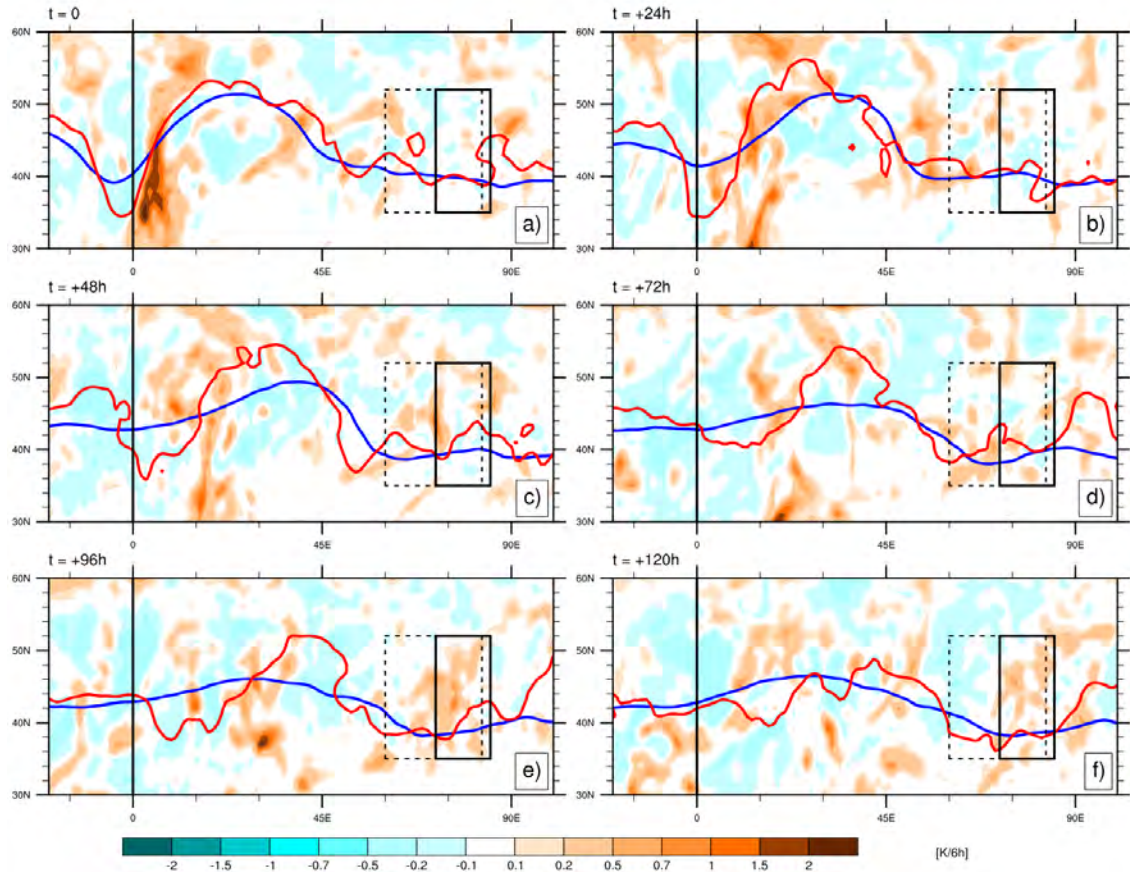 t = 0
60N
50N
40N
30N
0
45E
90E
a)
t = +24h
60N
50N
40N
30N
0
45E
90E
b)
t = +48h
60N
50N
40N
30N
0
45E
90E
c)
t = +72h
60N
50N
40N
30N
0
45E
90E
d)
t = +96h
60N
50N
40N
30N
0
45E
90E
e)
t = +120h
60N
50N
40N
30N
0
45E
90E
f)
-2 -1.5 -1 -0.7 -0.5 -0.2 -0.1 0.1 0.2 0.5 0.7 1 1.5 2 [K/6h]